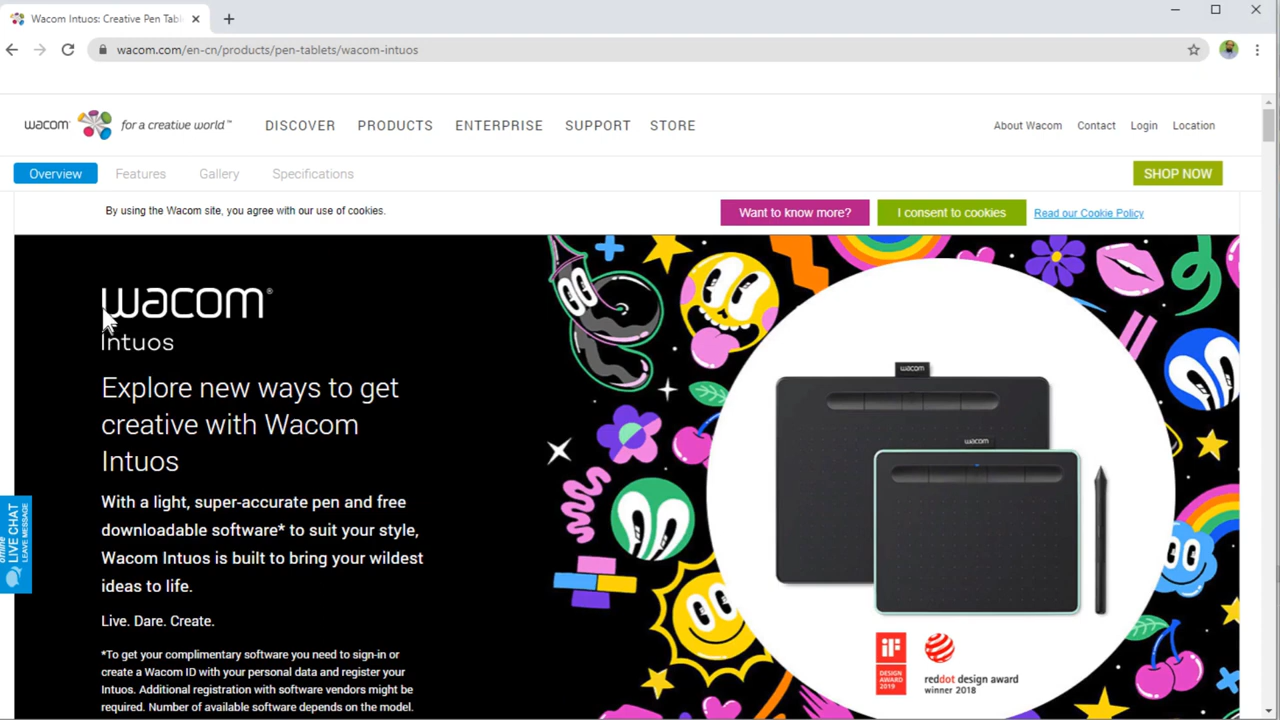 Wacom Intuos: Creative Pen Tabl
wacom.com/en-cn/products/pen-tablets/wacom-intuos
wacom for a creative world™ DISCOVER PRODUCTS ENTERPRISE SUPPORT STORE About Wacom Contact Login Location
Overview Features Gallery Specifications SHOP NOW
By using the Wacom site, you agree with our use of cookies. Want to know more? I consent to cookies Read our Cookie Policy
wacom®
Intuos
Explore new ways to get
creative with Wacom
Intuos
With a light, super-accurate pen and free
downloadable software* to suit your style,
Wacom Intuos is built to bring your wildest
ideas to life.
Live. Dare. Create.
*To get your complimentary software you need to sign-in or
create a Wacom ID with your personal data and register your
Intuos. Additional registration with software vendors might be
required. Number of available software depends on the model.
offline
LIVE CHAT
LEAVE MESSAGE
wacom
wacom
iF
DESIGN
AWARD
2019
reddot design award
winner 2018